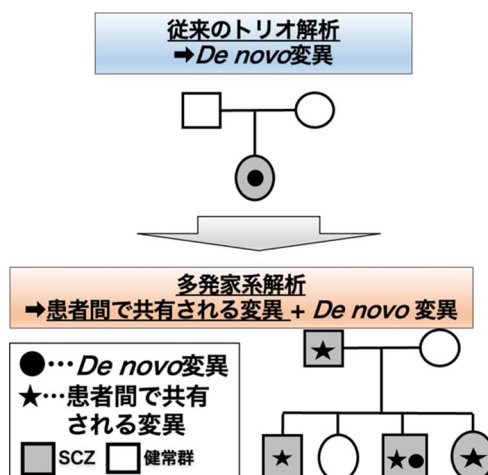 従来のトリオ解析
➡De novo変異
多発家系解析
➡患者間で共有される変異 + De novo 変異
●…De novo変異
★…患者間で共有
される変異
SCZ 健常群